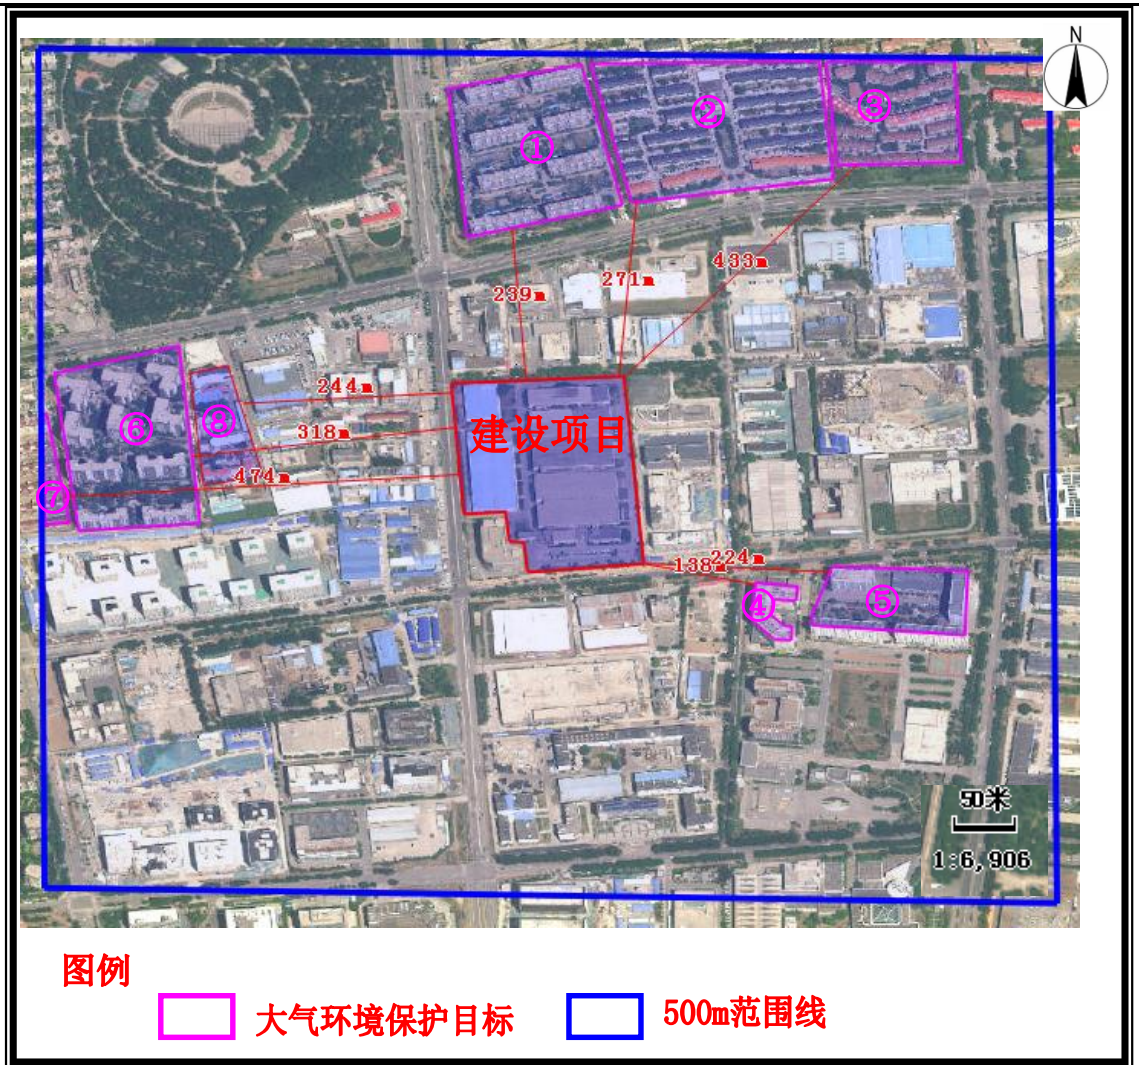 N
①
②
③
433m
271m
239m
244m
建设项目
⑥
⑧
318m
474m
⑦
224m
138m
④
⑤
50米
1:6,906
图例
大气环境保护目标
500m范围线